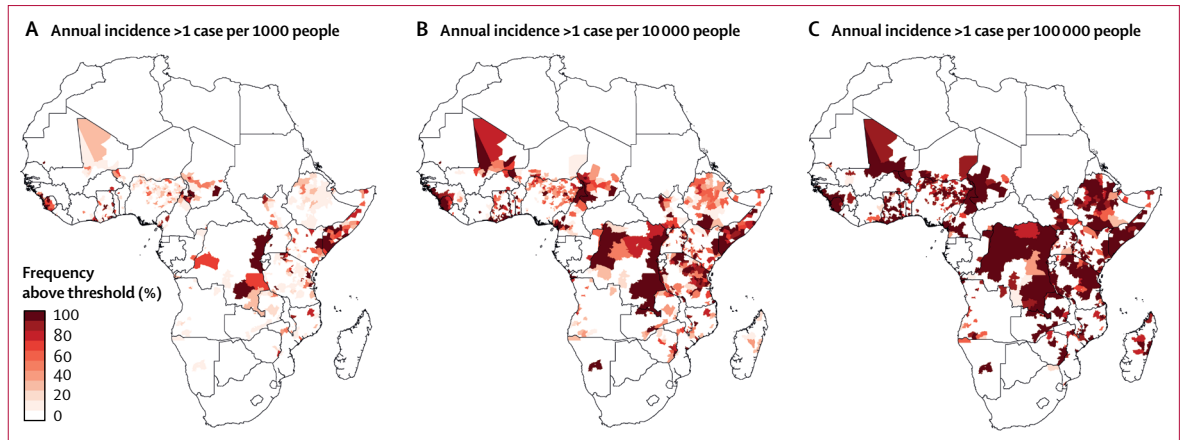 A Annual incidence >1 case per 1000 people
B Annual incidence >1 case per 10 000 people
C Annual incidence >1 case per 100 000 people
Frequency
above threshold (%)
100
80
60
40
20
0